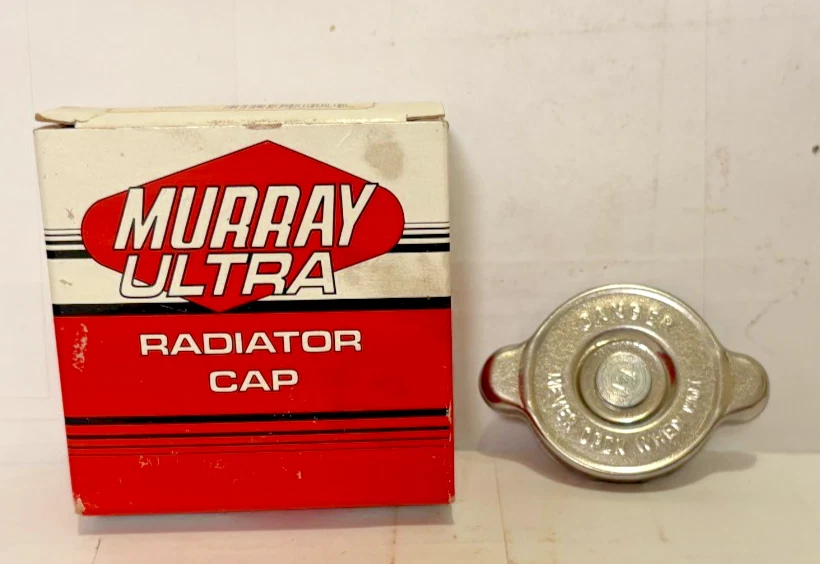 MURRAY
ULTRA
RADIATOR
CAP
DANGER
NEVER OPEN WHEN HOT